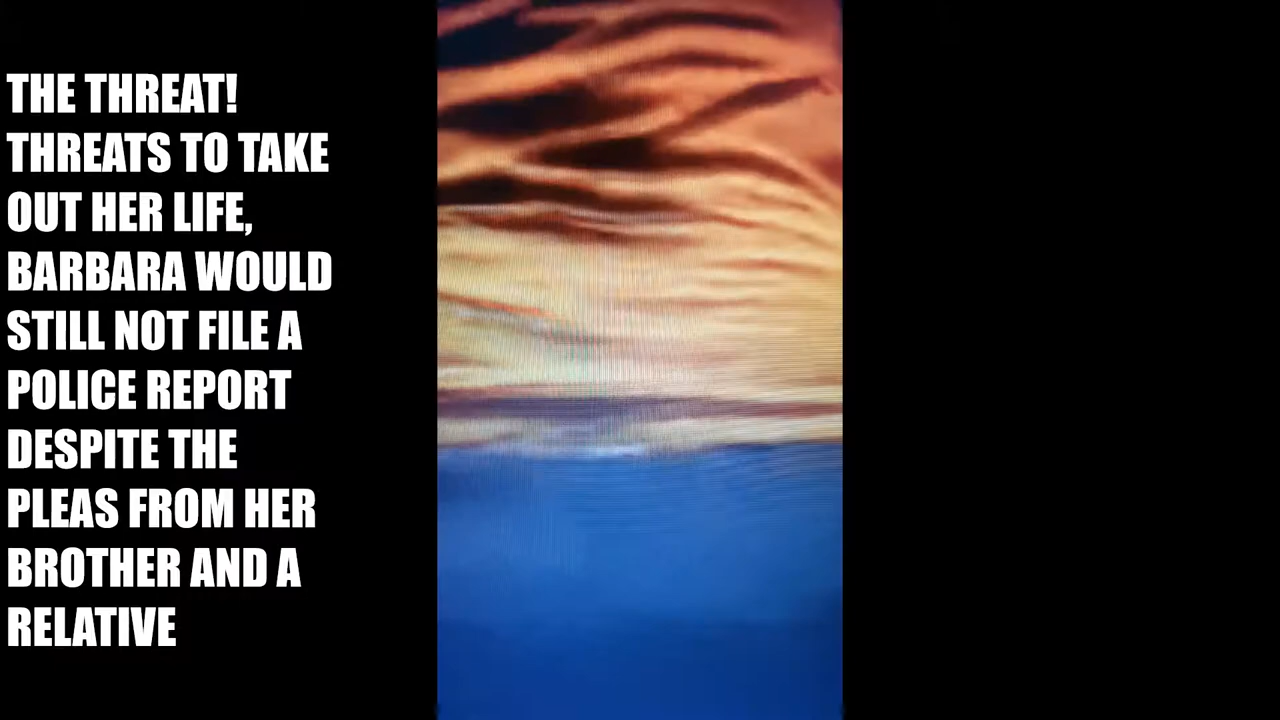 THE THREAT!
THREATS TO TAKE
OUT HER LIFE,
BARBARA WOULD
STILL NOT FILE A
POLICE REPORT
DESPITE THE
PLEAS FROM HER
BROTHER AND A
RELATIVE